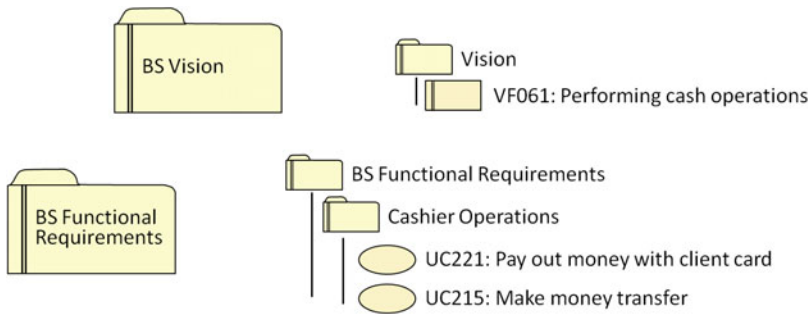 BS Vision
Vision
VF061: Performing cash operations
BS Functional
Requirements
BS Functional Requirements
Cashier Operations
UC221: Pay out money with client card
UC215: Make money transfer